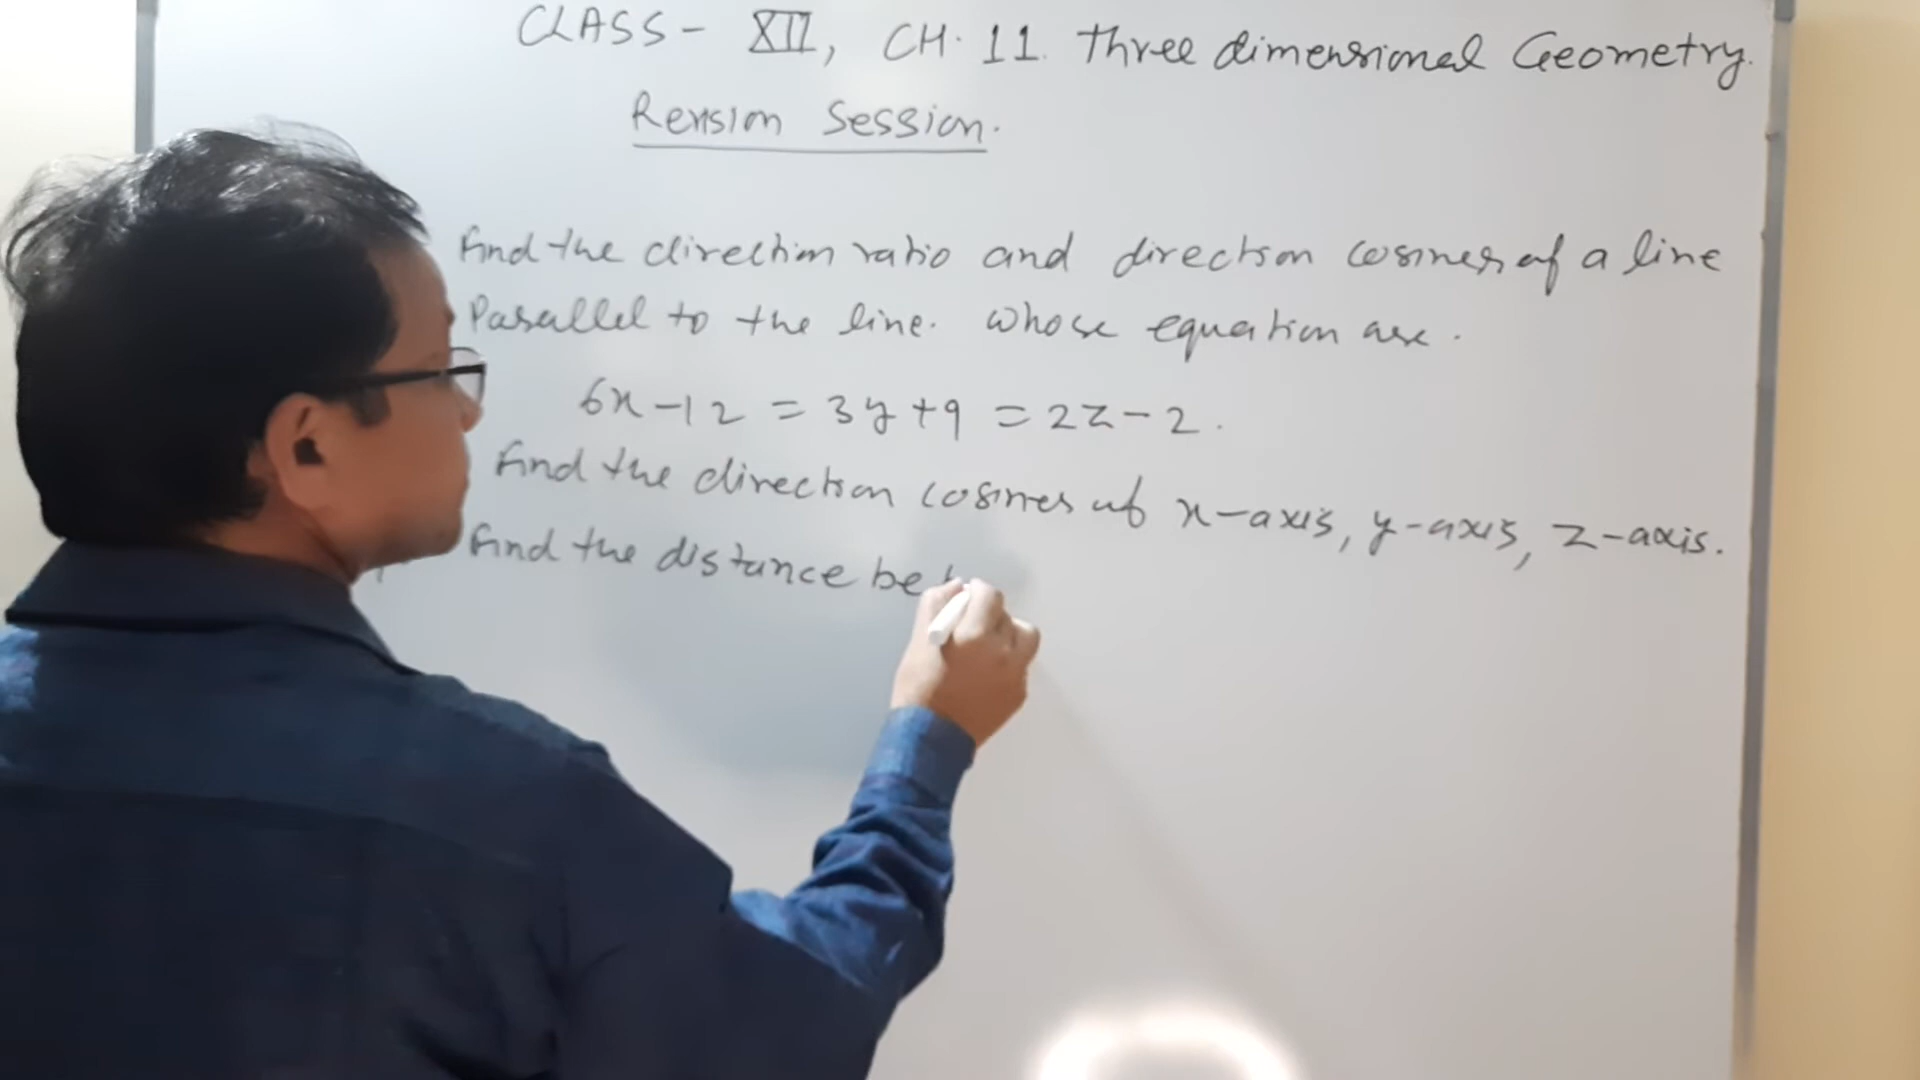 CLASS - XII, CH. 11. Three dimensional Geometry.
Revision Session.
Find the direction ratio and direction cosines of a line
Parallel to the line. whose equation are.
6x-12 = 3y+9 = 2z-2.
Find the direction cosines of x-axis, y-axis, z-axis.
Find the distance be